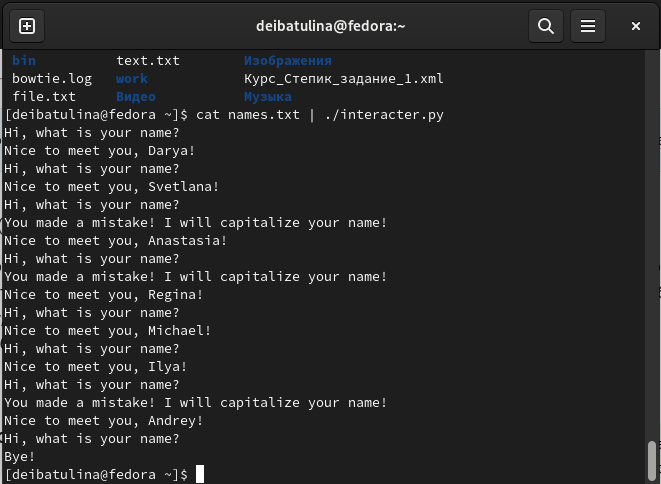 deibatulina@fedora:~
bin text.txt Изображения
bowtie.log work Курс_Степик_задание_1.xml
file.txt Видео Музыка
[deibatulina@fedora ~]$ cat names.txt | ./interacter.py
Hi, what is your name?
Nice to meet you, Darya!
Hi, what is your name?
Nice to meet you, Svetlana!
Hi, what is your name?
You made a mistake! I will capitalize your name!
Nice to meet you, Anastasia!
Hi, what is your name?
You made a mistake! I will capitalize your name!
Nice to meet you, Regina!
Hi, what is your name?
Nice to meet you, Michael!
Hi, what is your name?
Nice to meet you, Ilya!
Hi, what is your name?
You made a mistake! I will capitalize your name!
Nice to meet you, Andrey!
Hi, what is your name?
Bye!
[deibatulina@fedora ~]$